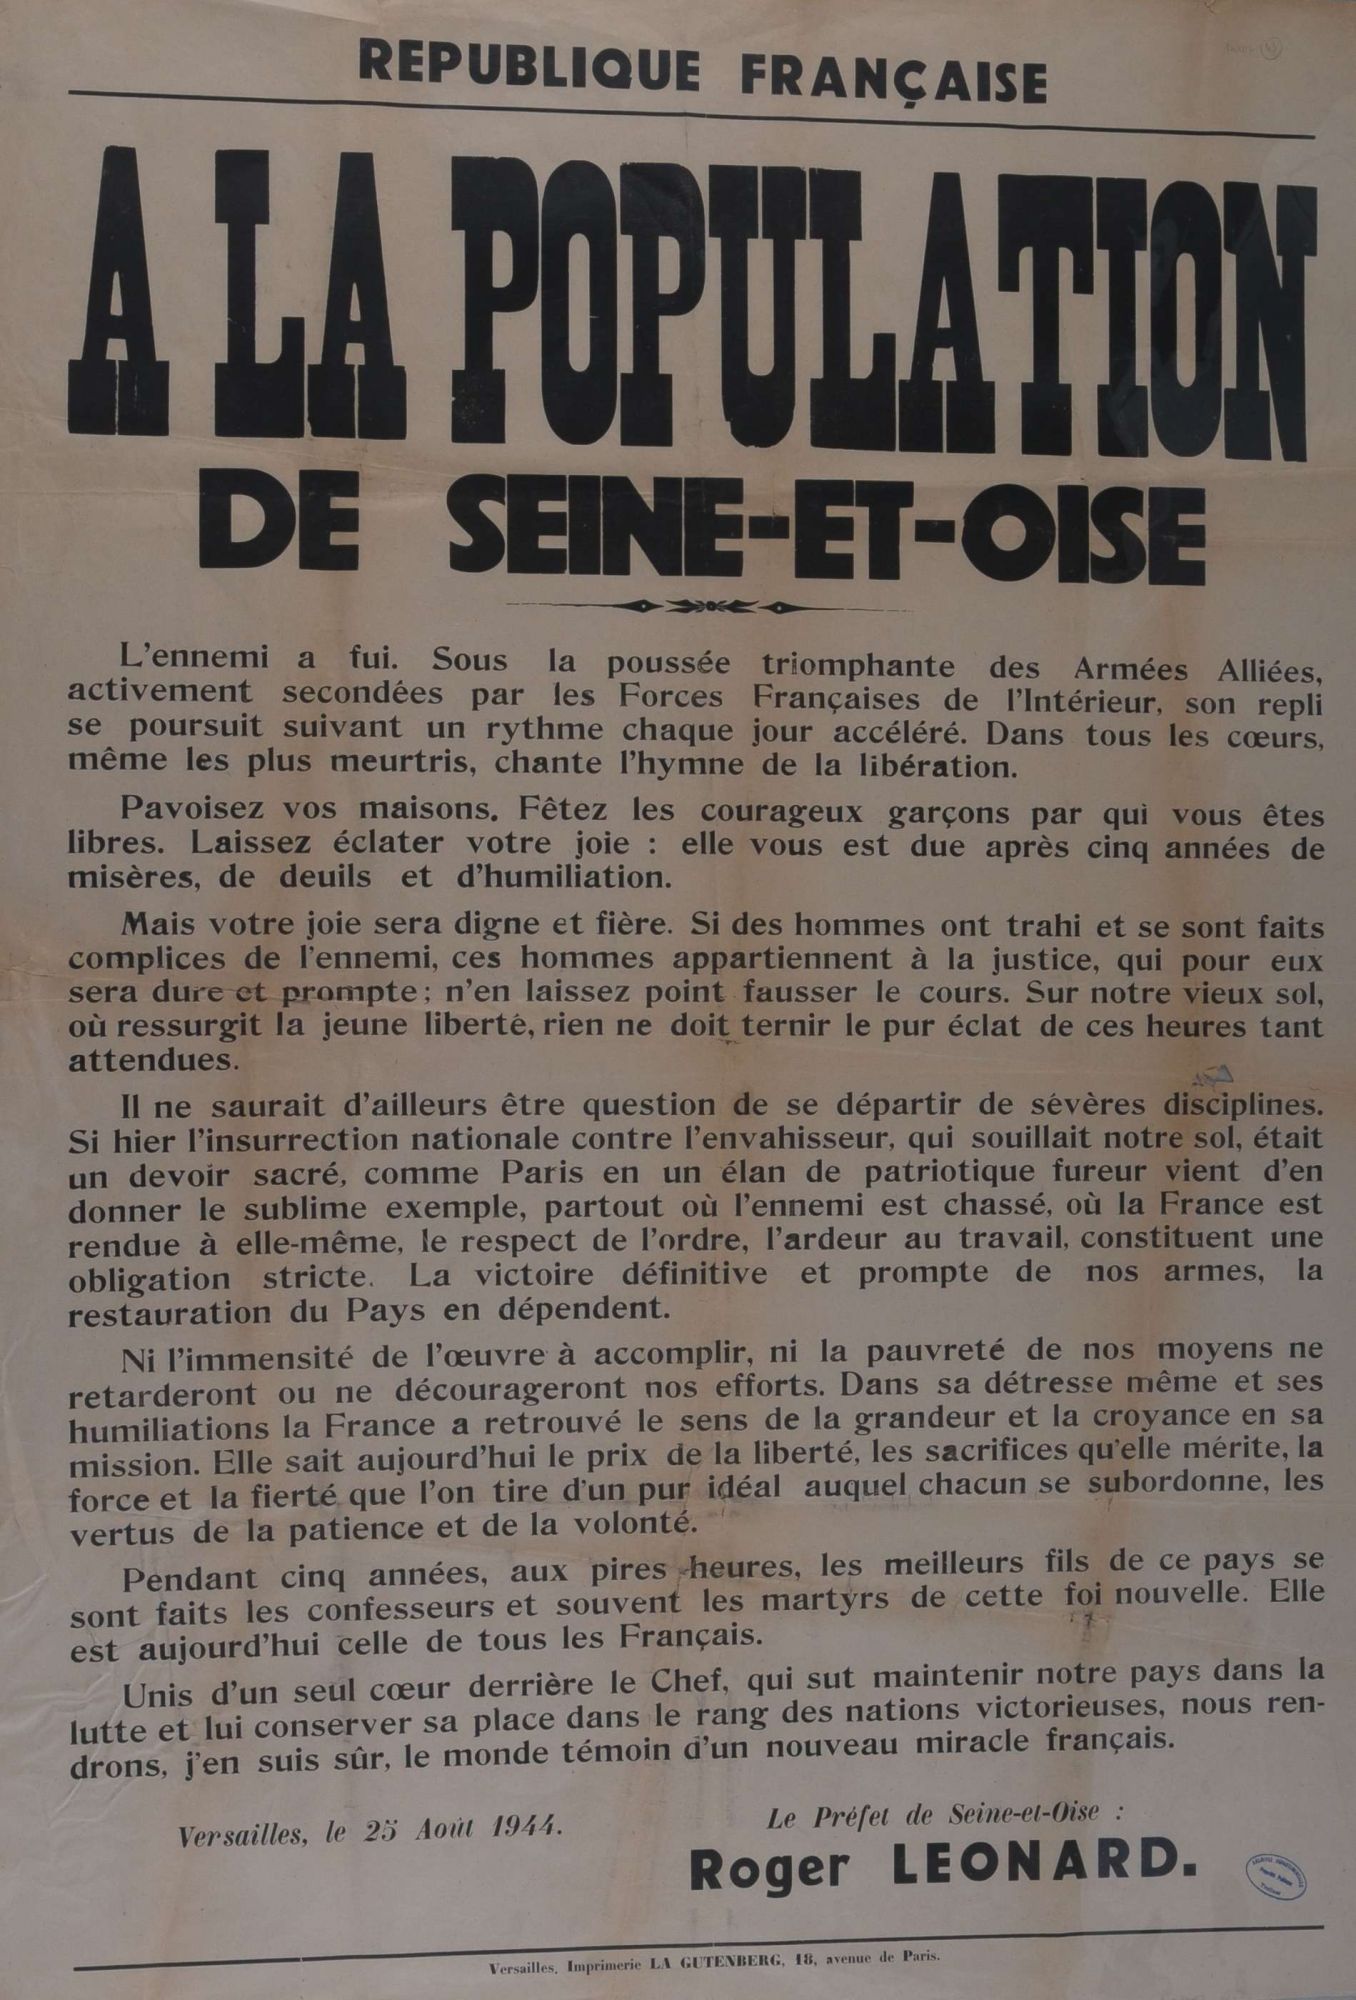 REPUBLIQUE FRANÇAISE
A LA POPULATION
DE SEINE-ET-OISE
L'ennemi a fui. Sous la poussée triomphante des Armées Alliées,
activement secondées par les Forces Françaises de l'Intérieur, son repli
se poursuit suivant un rythme chaque jour accéléré. Dans tous les cœurs,
même les plus meurtris, chante l'hymne de la libération.
Pavoisez vos maisons. Fêtez les courageux garçons par qui vous êtes
libres. Laissez éclater votre joie : elle vous est due après cinq années de
misères, de deuils et d'humiliation.
Mais votre joie sera digne et fière. Si des hommes ont trahi et se sont faits
complices de l'ennemi, ces hommes appartiennent à la justice, qui pour eux
sera dure et prompte ; n'en laissez point fausser le cours. Sur notre vieux sol,
où ressurgit la jeune liberté, rien ne doit ternir le pur éclat de ces heures tant
attendues.
Il ne saurait d'ailleurs être question de se départir de sévères disciplines.
Si hier l'insurrection nationale contre l'envahisseur, qui souillait notre sol, était
un devoir sacré, comme Paris en un élan de patriotique fureur vient d'en
donner le sublime exemple, partout où l'ennemi est chassé, où la France est
rendue à elle-même, le respect de l'ordre, l'ardeur au travail, constituent une
obligation stricte. La victoire définitive et prompte de nos armes, la
restauration du Pays en dépendent.
Ni l'immensité de l'œuvre à accomplir, ni la pauvreté de nos moyens ne
retarderont ou ne décourageront nos efforts. Dans sa détresse même et ses
humiliations la France a retrouvé le sens de la grandeur et la croyance en sa
mission. Elle sait aujourd'hui le prix de la liberté, les sacrifices qu'elle mérite, la
force et la fierté que l'on tire d'un pur idéal auquel chacun se subordonne, les
vertus de la patience et de la volonté.
Pendant cinq années, aux pires heures, les meilleurs fils de ce pays se
sont faits les confesseurs et souvent les martyrs de cette foi nouvelle. Elle
est aujourd'hui celle de tous les Français.
Unis d'un seul cœur derrière le Chef, qui sut maintenir notre pays dans la
lutte et lui conserver sa place dans le rang des nations victorieuses, nous ren-
drons, j'en suis sûr, le monde témoin d'un nouveau miracle français.
Versailles, le 25 Août 1944.
Le Préfet de Seine-et-Oise :
Roger LEONARD.
Versailles, Imprimerie LA GUTENBERG, 18, avenue de Paris.